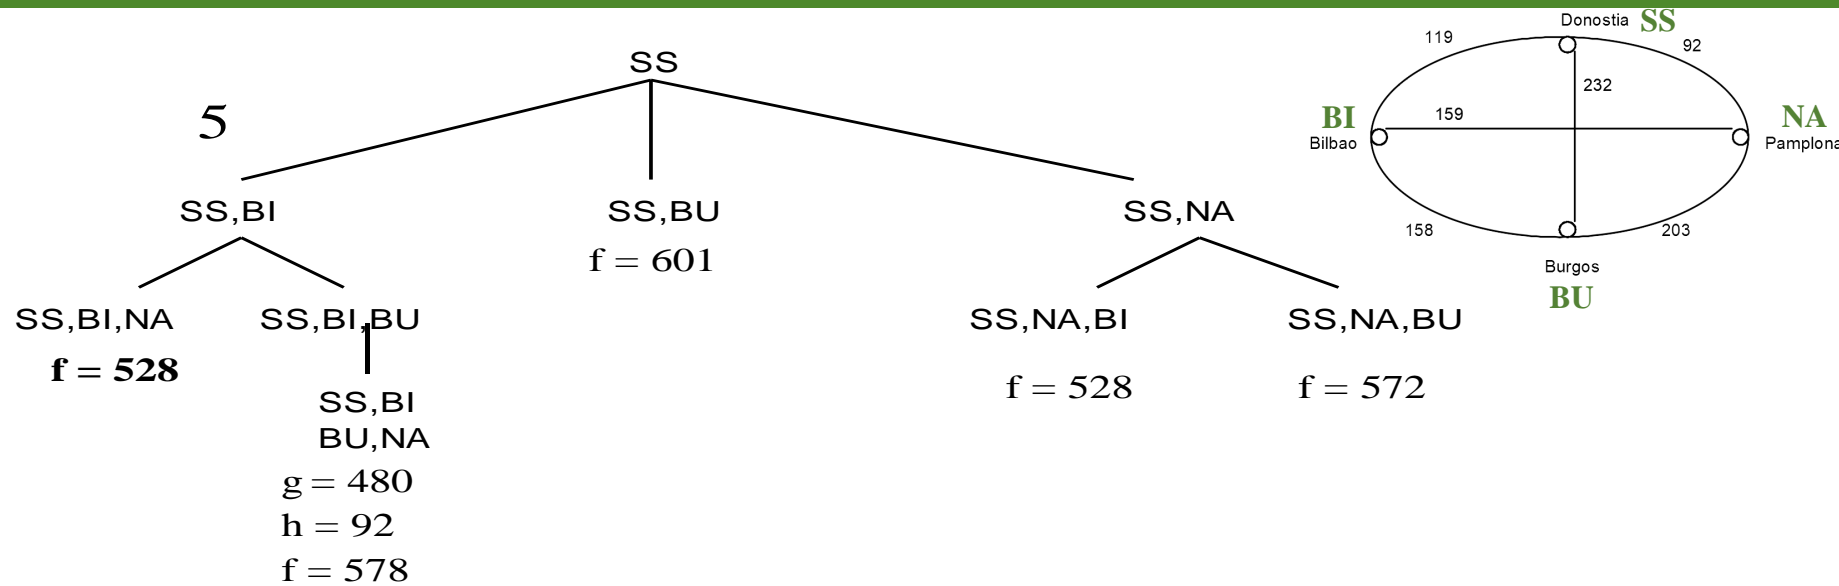 Donostia SS
119
92
SS
232
5
BI
159
NA
Bilbao
Pamplona
SS,BI
SS,BU
SS,NA
158
203
f = 601
Burgos
BU
SS,BI,NA
SS,BI,BU
SS,NA,BI
SS,NA,BU
f = 528
f = 528
f = 572
SS,BI
BU,NA
g = 480
h = 92
f = 578